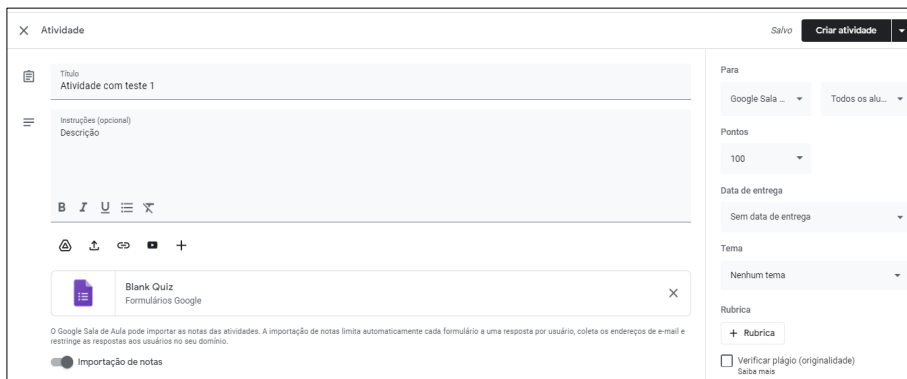 Atividade
Salvo
Criar atividade
Título
Atividade com teste 1
Instruções (opcional)
Descrição
B I U
Blank Quiz
Formulários Google
O Google Sala de Aula pode importar as notas das atividades. A importação de notas limita automaticamente cada formulário a uma resposta por usuário, coleta os endereços de e-mail e
restringe as respostas aos usuários no seu domínio.
Importação de notas
Para
Google Sala ...
Todos os alu...
Pontos
100
Data de entrega
Sem data de entrega
Tema
Nenhum tema
Rubrica
+ Rubrica
Verificar plágio (originalidade)
Saiba mais